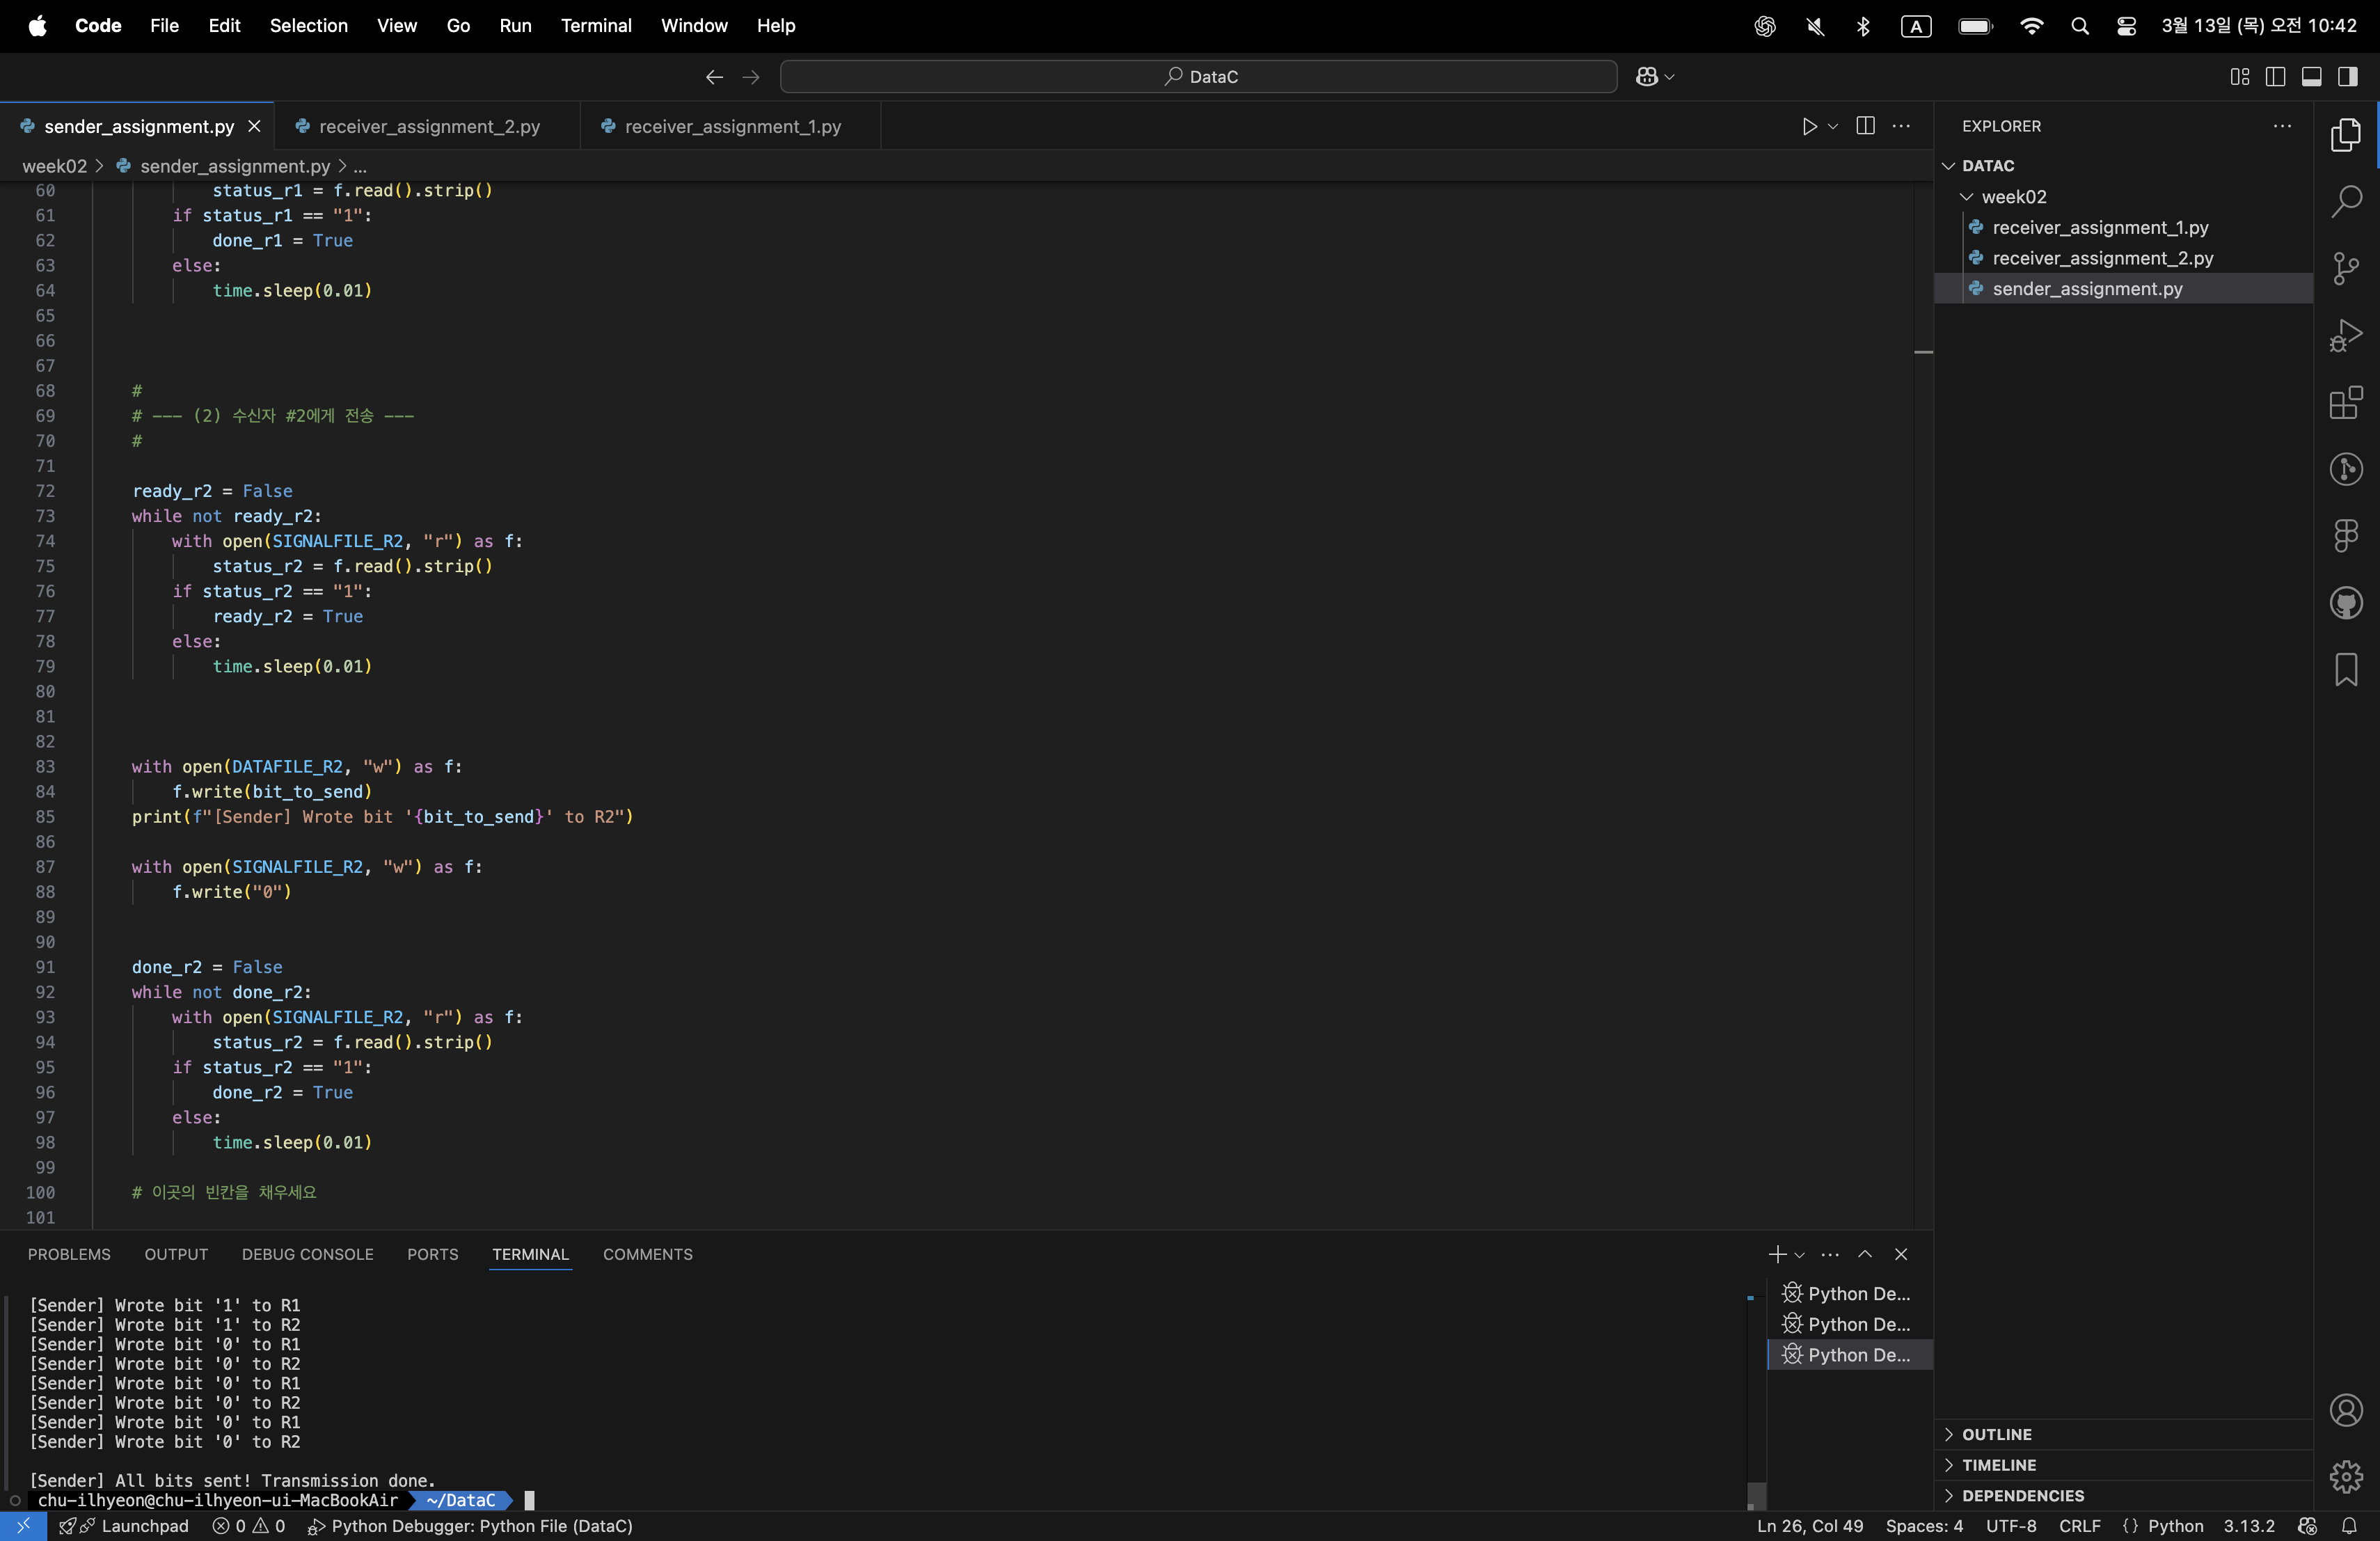 Code File Edit Selection View Go Run Terminal Window Help A 3월 13일 (목) 오전 10:42
DataC
sender_assignment.py receiver_assignment_2.py receiver_assignment_1.py
week02 > sender_assignment.py > ...
60 status_r1 = f.read().strip()
61 if status_r1 == "1":
62 done_r1 = True
63 else:
64 time.sleep(0.01)
65
66
67
68 #
69 # --- (2) 수신자 #2에게 전송 ---
70 #
71
72 ready_r2 = False
73 while not ready_r2:
74 with open(SIGNALFILE_R2, "r") as f:
75 status_r2 = f.read().strip()
76 if status_r2 == "1":
77 ready_r2 = True
78 else:
79 time.sleep(0.01)
80
81
82
83 with open(DATAFILE_R2, "w") as f:
84 f.write(bit_to_send)
85 print(f"[Sender] Wrote bit '{bit_to_send}' to R2")
86
87 with open(SIGNALFILE_R2, "w") as f:
88 f.write("0")
89
90
91 done_r2 = False
92 while not done_r2:
93 with open(SIGNALFILE_R2, "r") as f:
94 status_r2 = f.read().strip()
95 if status_r2 == "1":
96 done_r2 = True
97 else:
98 time.sleep(0.01)
99
100 # 이곳의 빈칸을 채우세요
101
EXPLORER
DATAC
week02
receiver_assignment_1.py
receiver_assignment_2.py
sender_assignment.py
OUTLINE
TIMELINE
DEPENDENCIES
PROBLEMS OUTPUT DEBUG CONSOLE PORTS TERMINAL COMMENTS
[Sender] Wrote bit '1' to R1
[Sender] Wrote bit '1' to R2
[Sender] Wrote bit '0' to R1
[Sender] Wrote bit '0' to R2
[Sender] Wrote bit '0' to R1
[Sender] Wrote bit '0' to R2
[Sender] Wrote bit '0' to R1
[Sender] Wrote bit '0' to R2
[Sender] All bits sent! Transmission done.
chu-ilhyeon@chu-ilhyeon-ui-MacBookAir ~/DataC
Python De...
Python De...
Python De...
Launchpad 0 0 Python Debugger: Python File (DataC) Ln 26, Col 49 Spaces: 4 UTF-8 CRLF {} Python 3.13.2